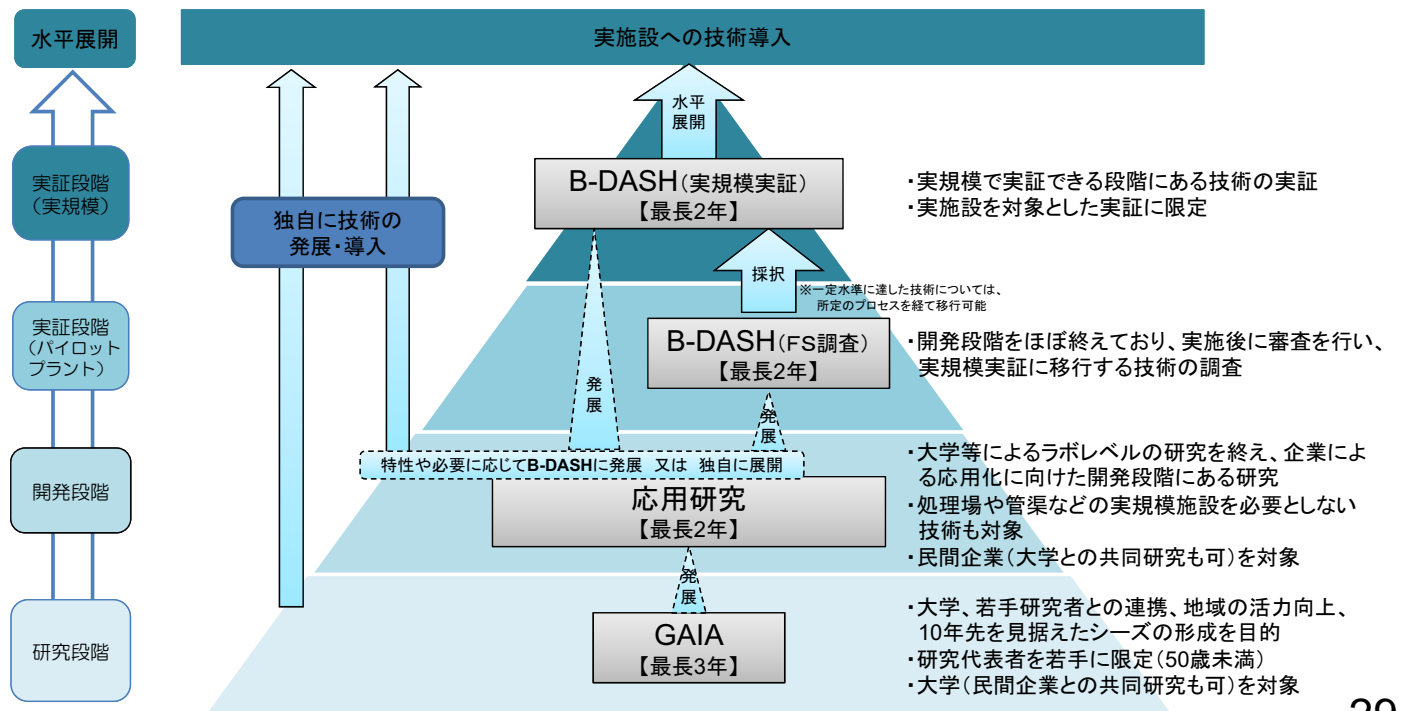 水平展開
実施設への技術導入
水平
展開
実証段階
（実規模）
B-DASH（実規模実証）
【最長2年】
・実規模で実証できる段階にある技術の実証
・実施設を対象とした実証に限定
独自に技術の
発展・導入
採択
※一定水準に達した技術については、
所定のプロセスを経て移行可能
実証段階
（パイロット
プラント）
B-DASH（FS調査）
【最長2年】
・開発段階をほぼ終えており、実施後に審査を行い、
実規模実証に移行する技術の調査
発
展
発
展
特性や必要に応じてB-DASHに発展 又は 独自に展開
開発段階
応用研究
【最長2年】
・大学等によるラボレベルの研究を終え、企業によ
る応用化に向けた開発段階にある研究
・処理場や管渠などの実規模施設を必要としない
技術も対象
・民間企業（大学との共同研究も可）を対象
発
展
研究段階
GAIA
【最長3年】
・大学、若手研究者との連携、地域の活力向上、
10年先を見据えたシーズの形成を目的
・研究代表者を若手に限定（50歳未満）
・大学（民間企業との共同研究も可）を対象